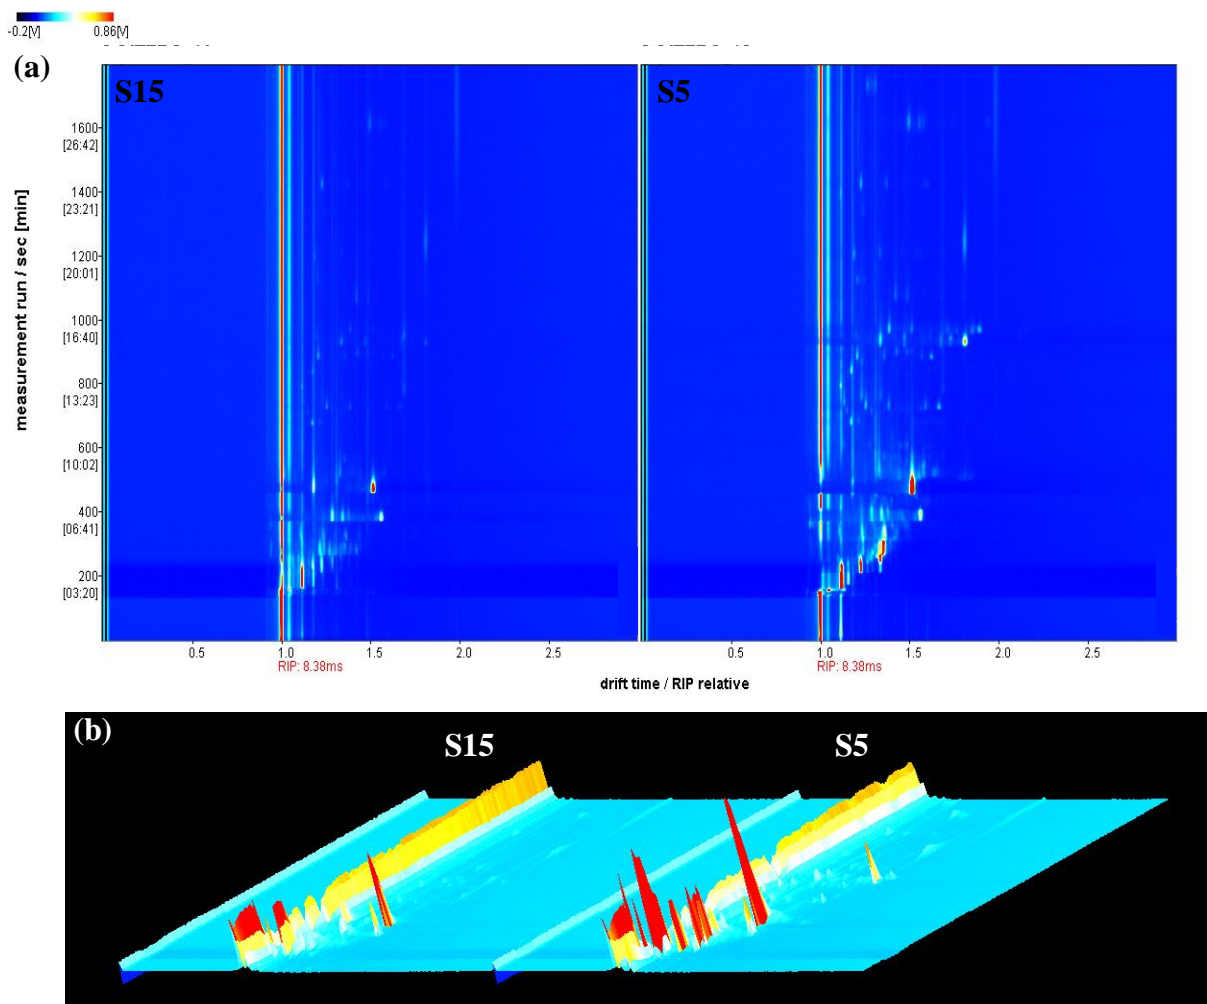 -0.2[V] 0.86[V]
(a)
S15 S5
measurement run / sec [min]
1600
[26:42]
1400
[23:21]
1200
[20:01]
1000
[16:40]
800
[13:23]
600
[10:02]
400
[06:41]
200
[03:20]
0.5 1.0 1.5 2.0 2.5 0.5 1.0 1.5 2.0 2.5
RIP: 8.38ms RIP: 8.38ms
drift time / RIP relative
(b)
S15 S5